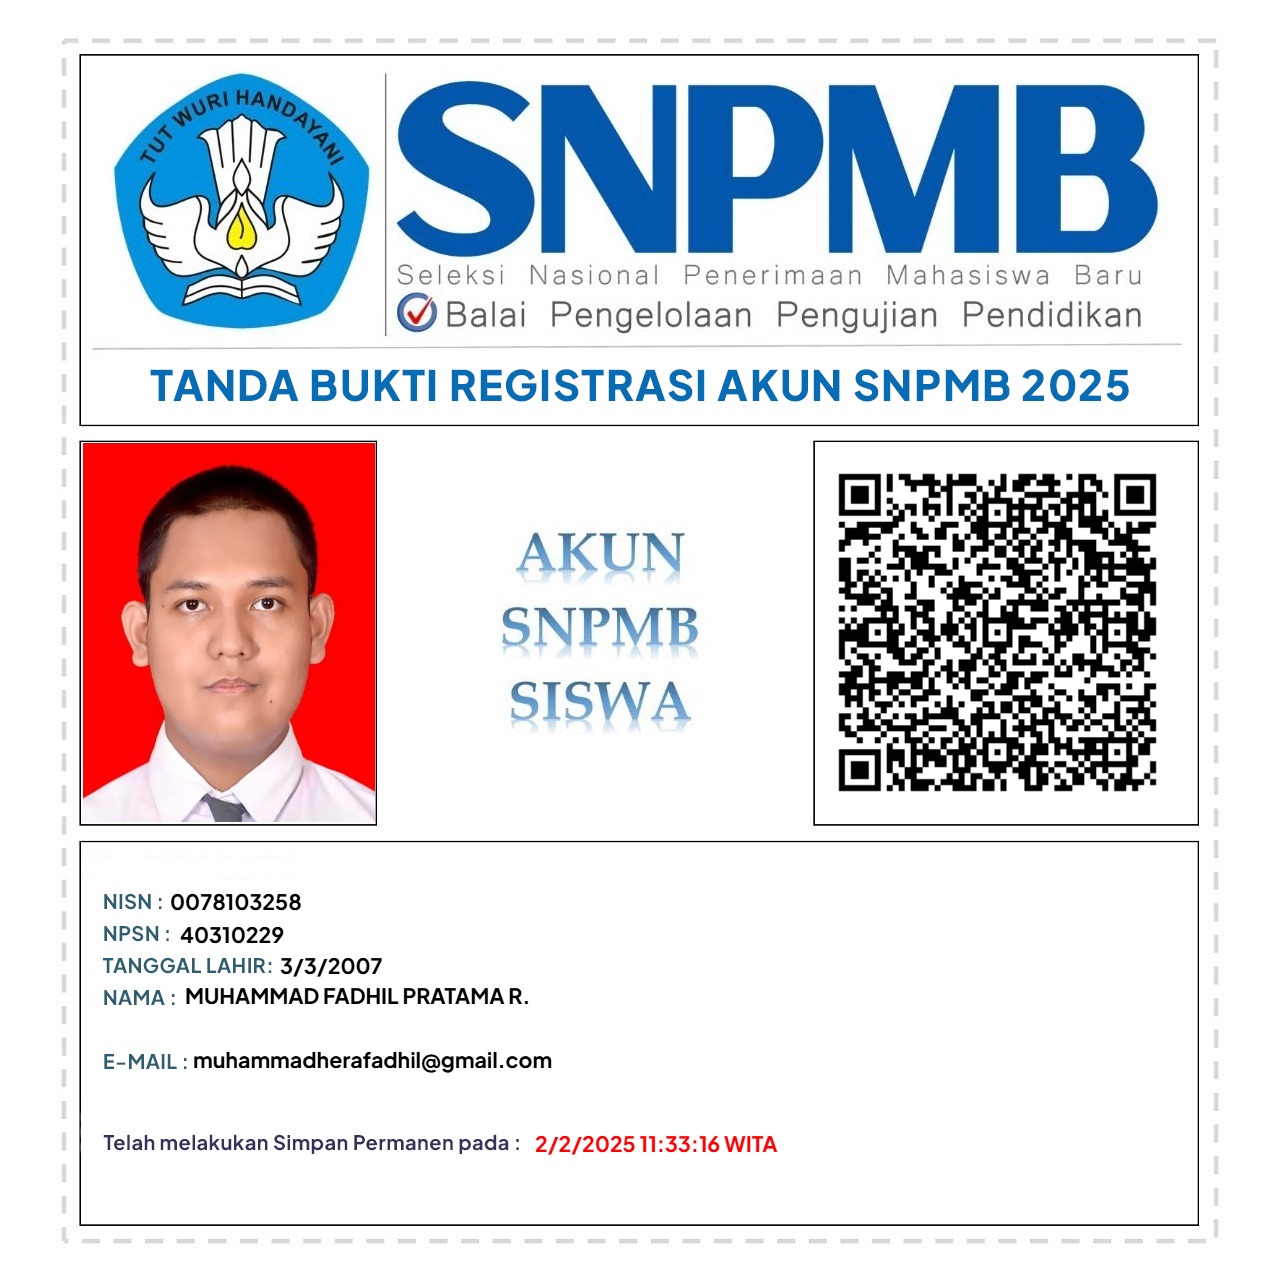 TUT WURI HANDAYANI
SNPMB
Seleksi Nasional Penerimaan Mahasiswa Baru
Balai Pengelolaan Pengujian Pendidikan
TANDA BUKTI REGISTRASI AKUN SNPMB 2025
AKUN
SNPMB
SISWA
NISN : 0078103258
NPSN : 40310229
TANGGAL LAHIR: 3/3/2007
NAMA : MUHAMMAD FADHIL PRATAMA R.
E-MAIL : muhammadherafadhil@gmail.com
Telah melakukan Simpan Permanen pada : 2/2/2025 11:33:16 WITA